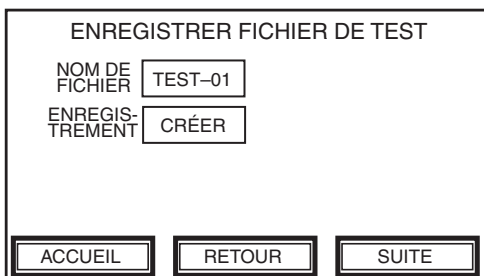 ENREGISTRER FICHIER DE TEST
NOM DE
FICHIER
TEST–01
ENREGIS-
TREMENT
CRÉER
ACCUEIL
RETOUR
SUITE